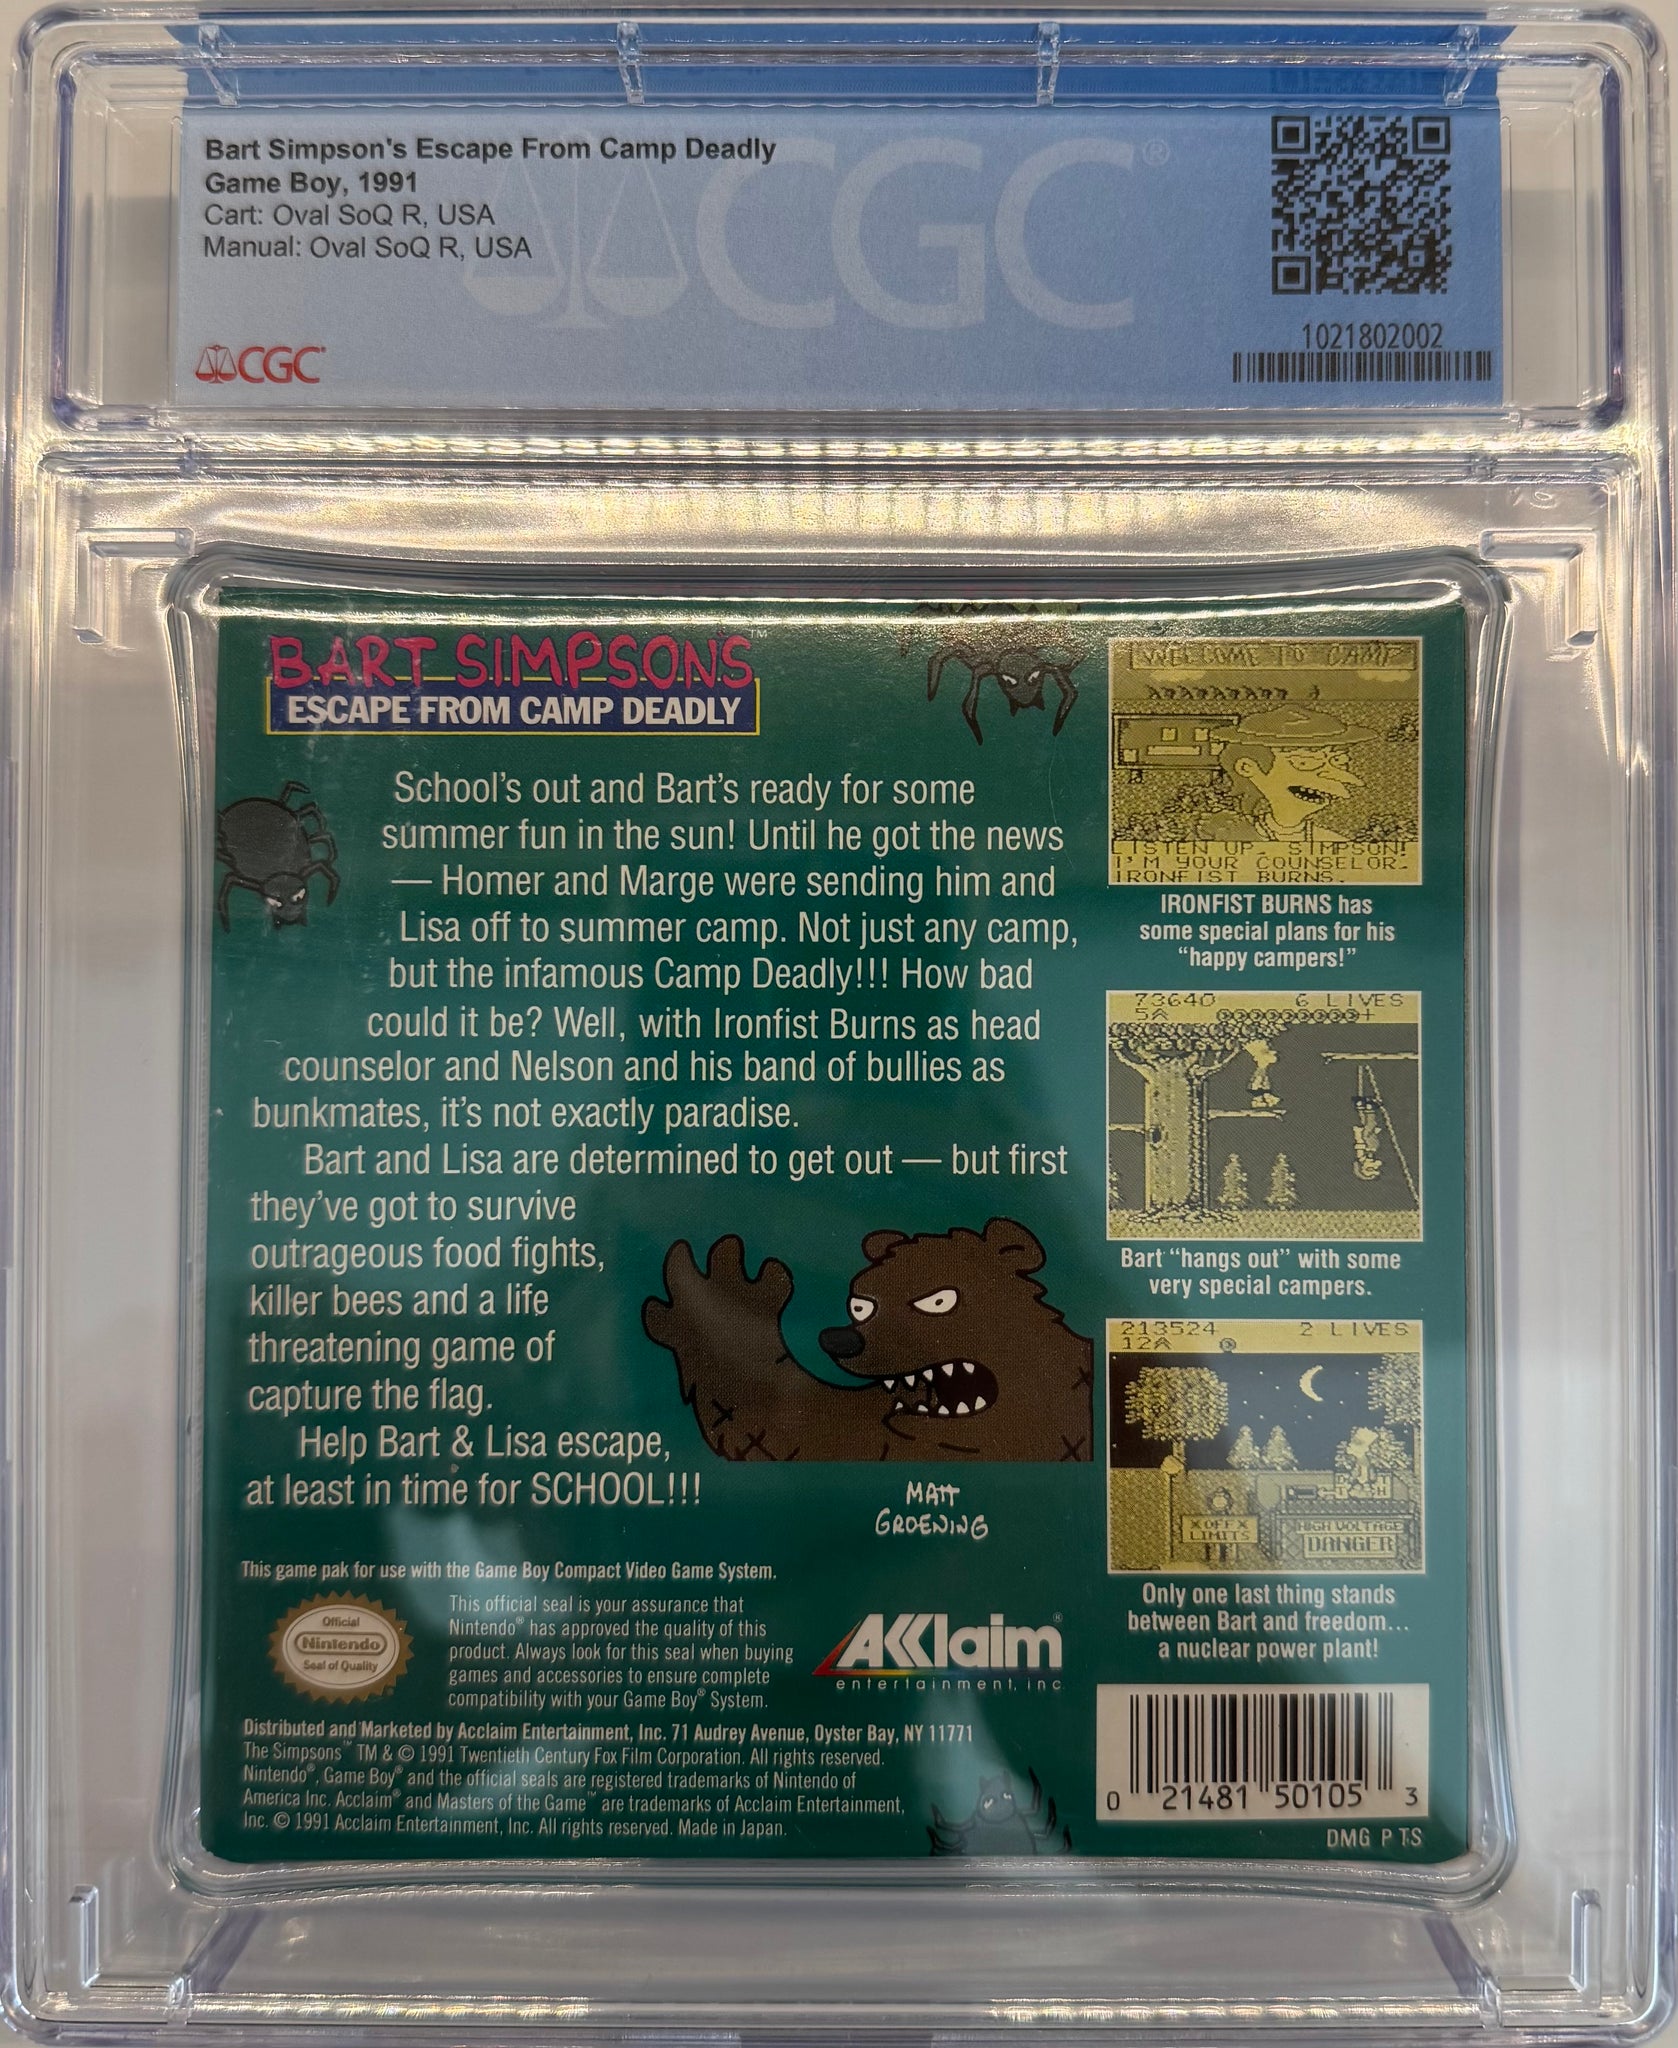 Bart Simpson's Escape From Camp Deadly
Game Boy, 1991
Cart: Oval SoQ R, USA
Manual: Oval SoQ R, USA
CGC®
CGC
1021802002
BART SIMPSON'S™
ESCAPE FROM CAMP DEADLY
School's out and Bart's ready for some
summer fun in the sun! Until he got the news
— Homer and Marge were sending him and
Lisa off to summer camp. Not just any camp,
but the infamous Camp Deadly!!! How bad
could it be? Well, with Ironfist Burns as head
counselor and Nelson and his band of bullies as
bunkmates, it's not exactly paradise.
Bart and Lisa are determined to get out — but first
they've got to survive
outrageous food fights,
killer bees and a life
threatening game of
capture the flag.
Help Bart & Lisa escape,
at least in time for SCHOOL!!!
MATT
GROENING
WELCOME TO CAMP
LISTEN UP, SIMPSON!
I'M YOUR COUNSELOR.
IRONFIST BURNS.
IRONFIST BURNS has
some special plans for his
"happy campers!"
73640 6 LIVES
5
Bart "hangs out" with some
very special campers.
213524 2 LIVES
12
OFF
LIMITS
HIGH VOLTAGE
DANGER
Only one last thing stands
between Bart and freedom...
a nuclear power plant!
This game pak for use with the Game Boy Compact Video Game System.
Official
Nintendo
Seal of Quality
This official seal is your assurance that
Nintendo® has approved the quality of this
product. Always look for this seal when buying
games and accessories to ensure complete
compatibility with your Game Boy® System.
AKKlaim®
entertainment, inc.
Distributed and Marketed by Acclaim Entertainment, Inc. 71 Audrey Avenue, Oyster Bay, NY 11771
The Simpsons™ TM & © 1991 Twentieth Century Fox Film Corporation. All rights reserved.
Nintendo®, Game Boy® and the official seals are registered trademarks of Nintendo of
America Inc. Acclaim® and Masters of the Game™ are trademarks of Acclaim Entertainment,
Inc. © 1991 Acclaim Entertainment, Inc. All rights reserved. Made in Japan.
0 21481 50105 3
DMG P TS